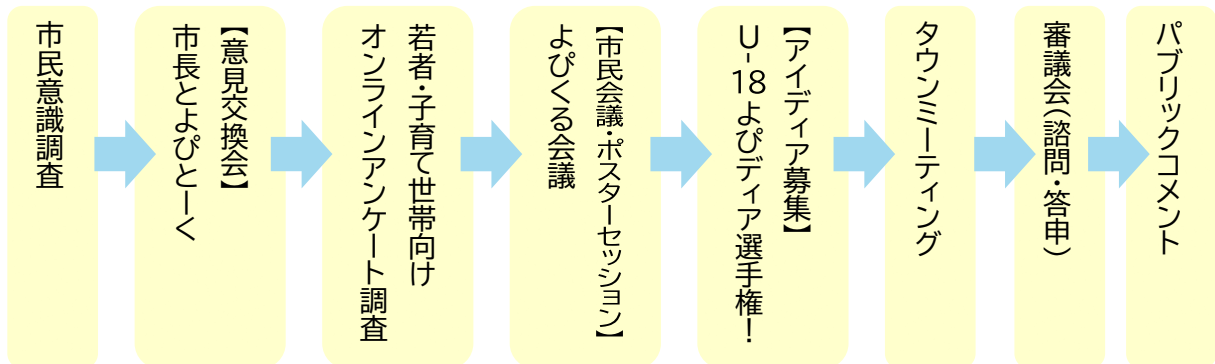 市民意識調査
【意見交換会】
市長とよぴとーく
若者・子育て世帯向け
オンラインアンケート調査
【市民会議・ポスターセッション】
よぴくる会議
【アイディア募集】
U-18よぴディア選手権！
タウンミーティング
審議会（諮問・答申）
パブリックコメント